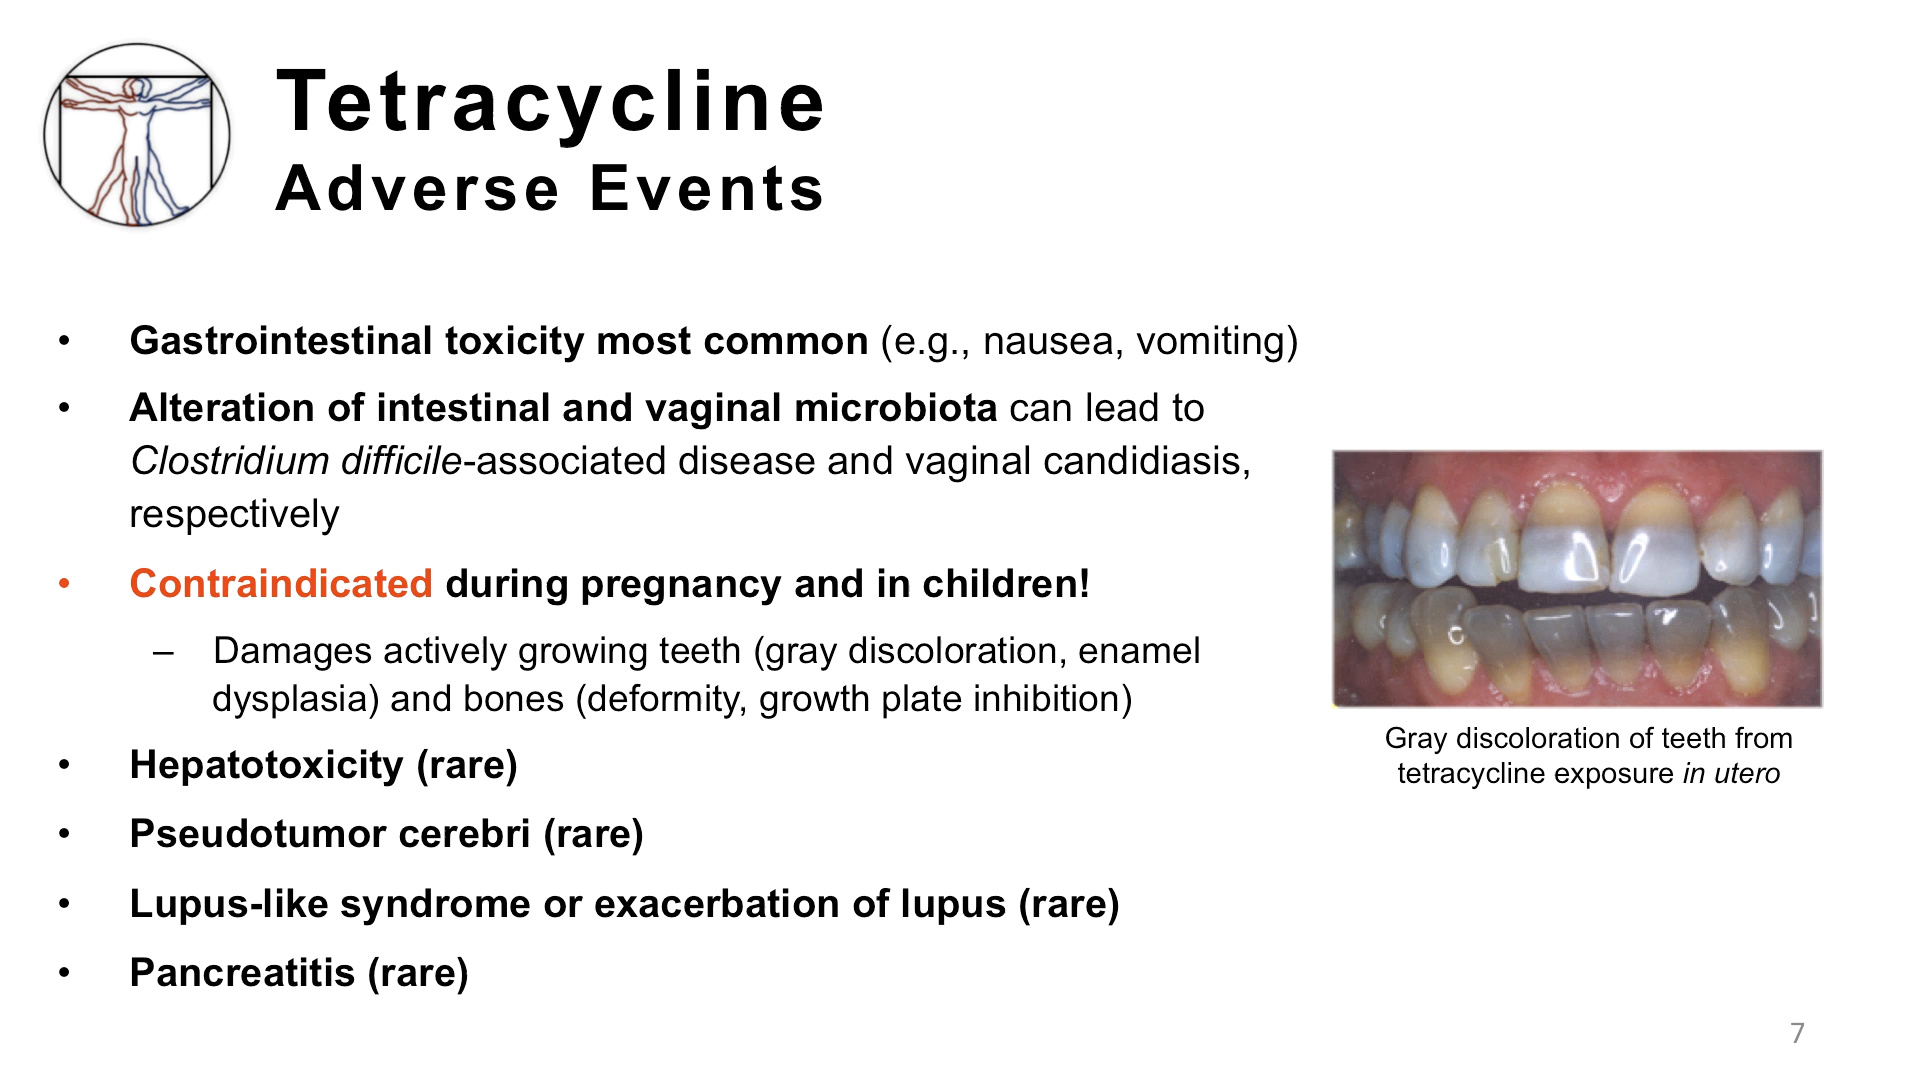 Tetracycline
Adverse Events
• Gastrointestinal toxicity most common (e.g., nausea, vomiting)
• Alteration of intestinal and vaginal microbiota can lead to
Clostridium difficile-associated disease and vaginal candidiasis,
respectively
• Contraindicated during pregnancy and in children!
– Damages actively growing teeth (gray discoloration, enamel
dysplasia) and bones (deformity, growth plate inhibition)
• Hepatotoxicity (rare)
• Pseudotumor cerebri (rare)
• Lupus-like syndrome or exacerbation of lupus (rare)
• Pancreatitis (rare)
Gray discoloration of teeth from
tetracycline exposure in utero
7